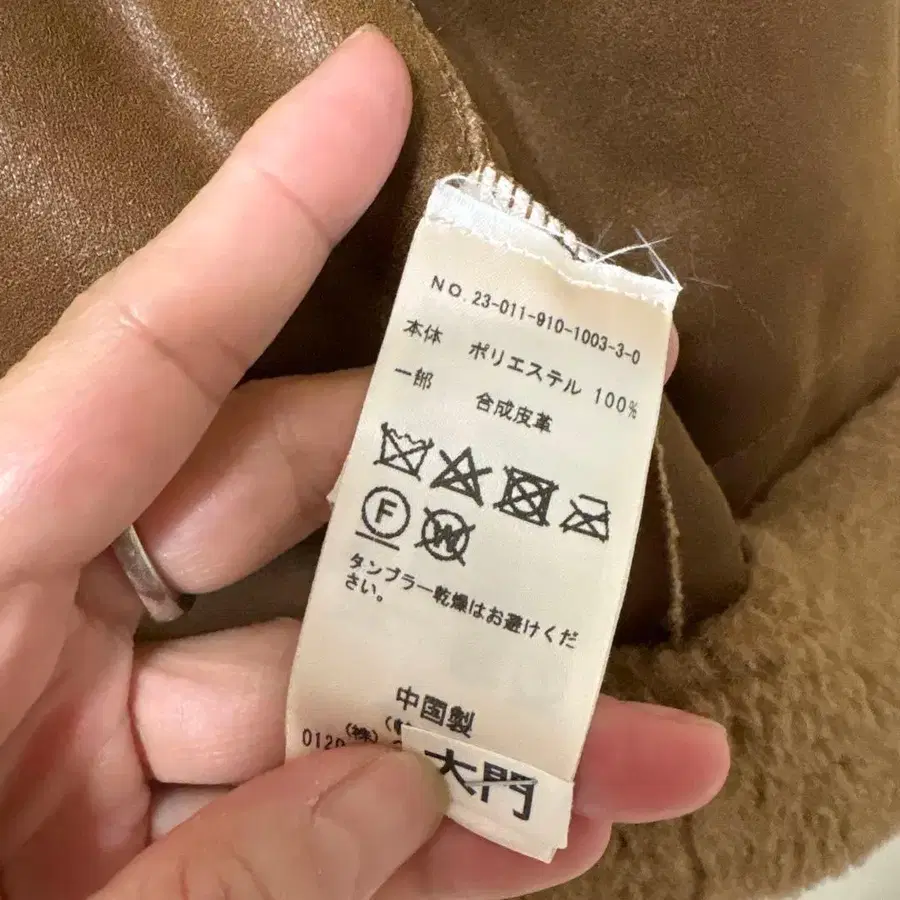 NO. 23-011-910-1003-3-0
本体 ポリエステル 100%
一部 合成皮革
F W
タンブラー乾燥はお避けくだ
さい。
中国製
(株)
0120
大門